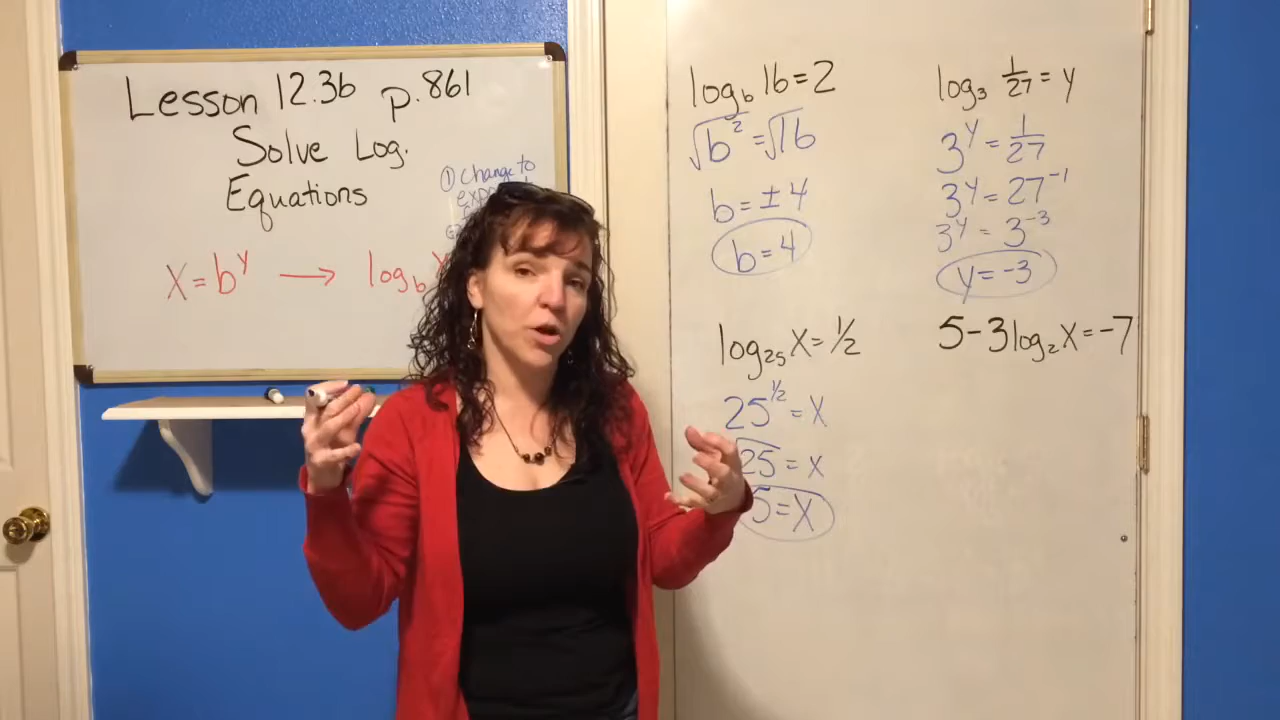 Lesson 12.3b p.861
Solve Log.
Equations
① Change to
x = b^y → log_b
log_b 16 = 2
√b^2 = √16
b = ± 4
b = 4
log_3 1/27 = y
3^y = 1/27
3^y = 27^-1
3^y = 3^-3
y = -3
log_25 x = 1/2
25^1/2 = x
√25 = x
5 = x
5 - 3log_2 x = -7